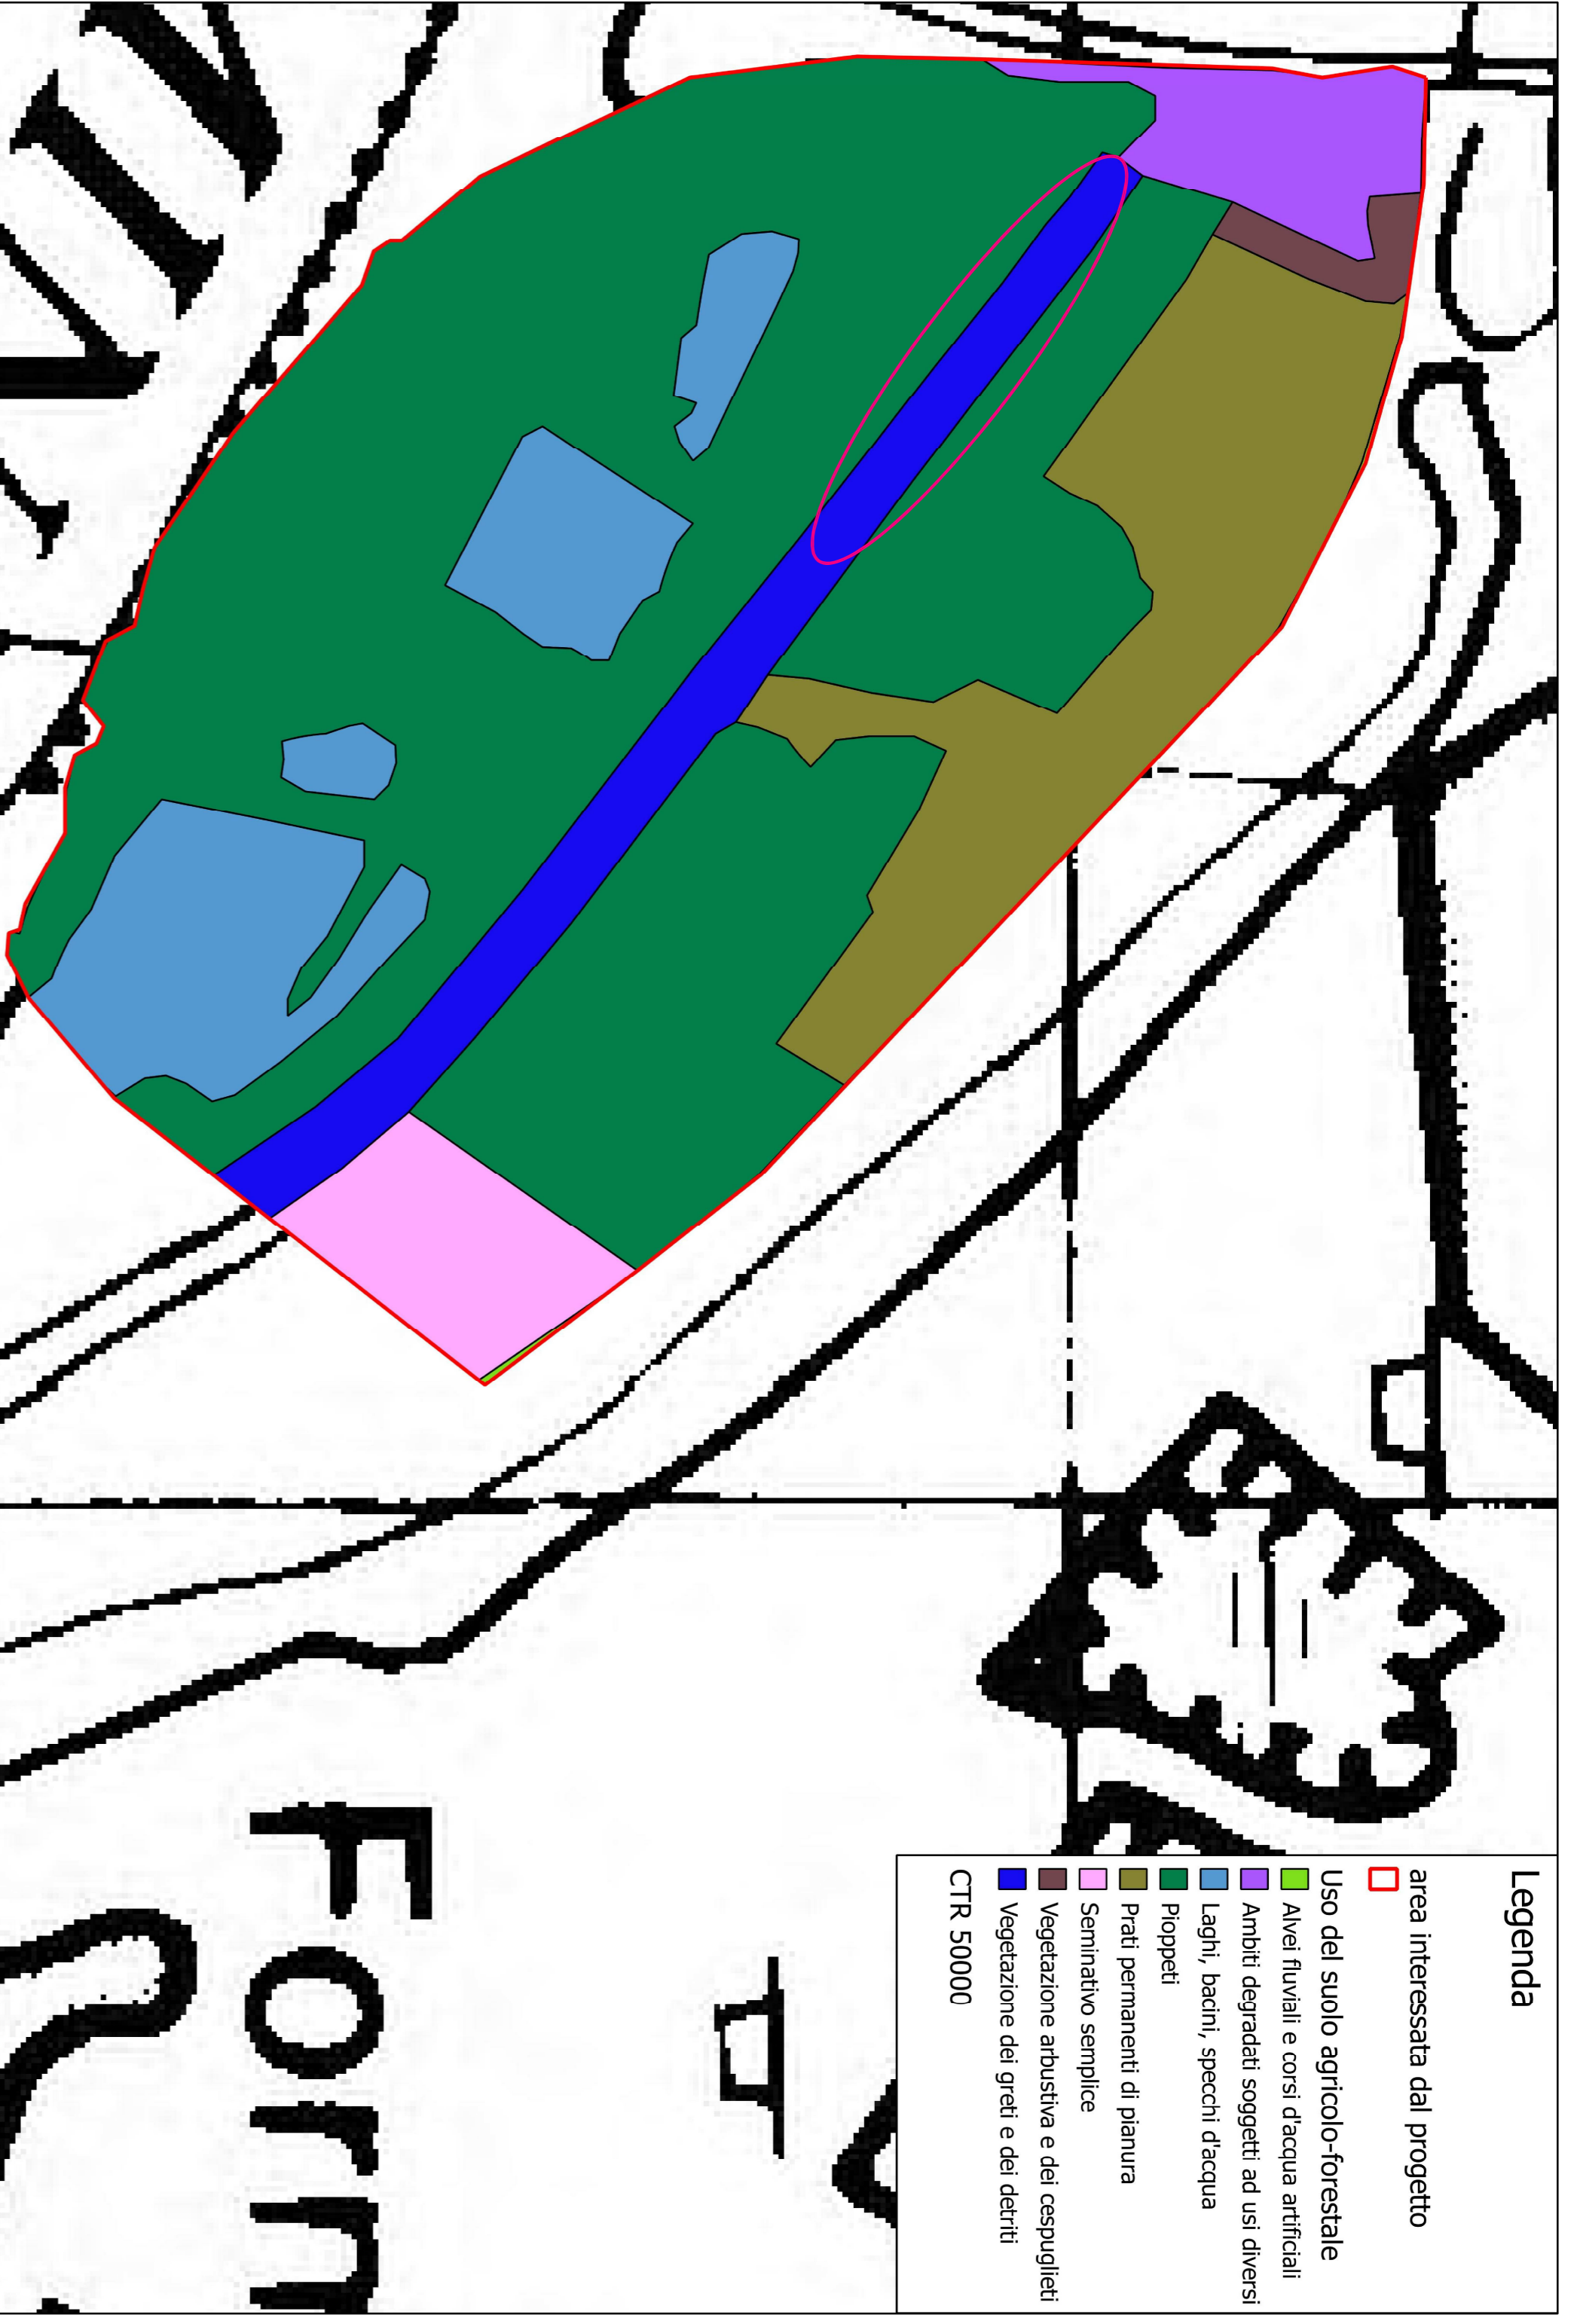 Legenda
area interessata dal progetto
Uso del suolo agricolo-forestale
Alvei fluviali e corsi d'acqua artificiali
Ambiti degradati soggetti ad usi diversi
Laghi, bacini, specchi d'acqua
Pioppeti
Prati permanenti di pianura
Seminativo semplice
Vegetazione arbustiva e dei cespuglieti
Vegetazione dei greti e dei detriti
CTR 50000
Forn